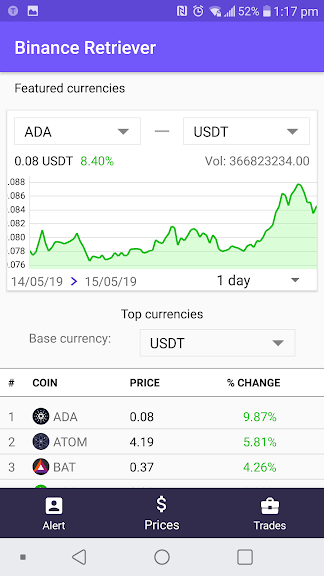 52% 1:17 pm
Binance Retriever
Featured currencies
ADA — USDT
0.08 USDT 8.40% Vol: 366823234.00
.088
.086
.084
.082
.080
.078
.076
14/05/19 > 15/05/19 1 day
Top currencies
Base currency: USDT
# COIN PRICE % CHANGE
1 ADA 0.08 9.87%
2 ATOM 4.19 5.81%
3 BAT 0.37 4.26%
Alert Prices Trades